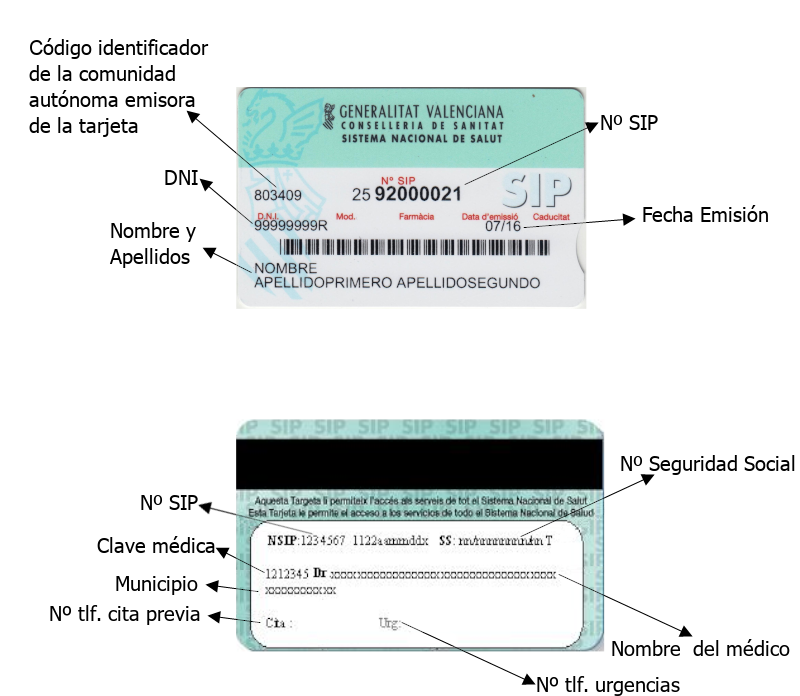 Código identificador
de la comunidad
autónoma emisora
de la tarjeta
GENERALITAT VALENCIANA
CONSELLERIA DE SANITAT
SISTEMA NACIONAL DE SALUT
Nº SIP
DNI
Nº SIP
SIP
803409
25 92000021
D.N.I. Mod. Farmàcia Data d'emissió Caducitat
99999999R 07/16
Fecha Emisión
Nombre y
Apellidos
NOMBRE
APELLIDOPRIMERO APELLIDOSEGUNDO
SIP SIP SIP SIP SIP SIP SIP SIP
Nº Seguridad Social
Aquesta Targeta li permiteix l'accés als serveis de tot el Sistema Nacional de Salut
Esta Tarjeta le permite el acceso a los servicios de todo el Sistema Nacional de Salud
Nº SIP
NSIP:1234567 SS:
Clave médica
1212345 Dr
Municipio
Nº tlf. cita previa
Cita : Urg:
Nombre del médico
Nº tlf. urgencias